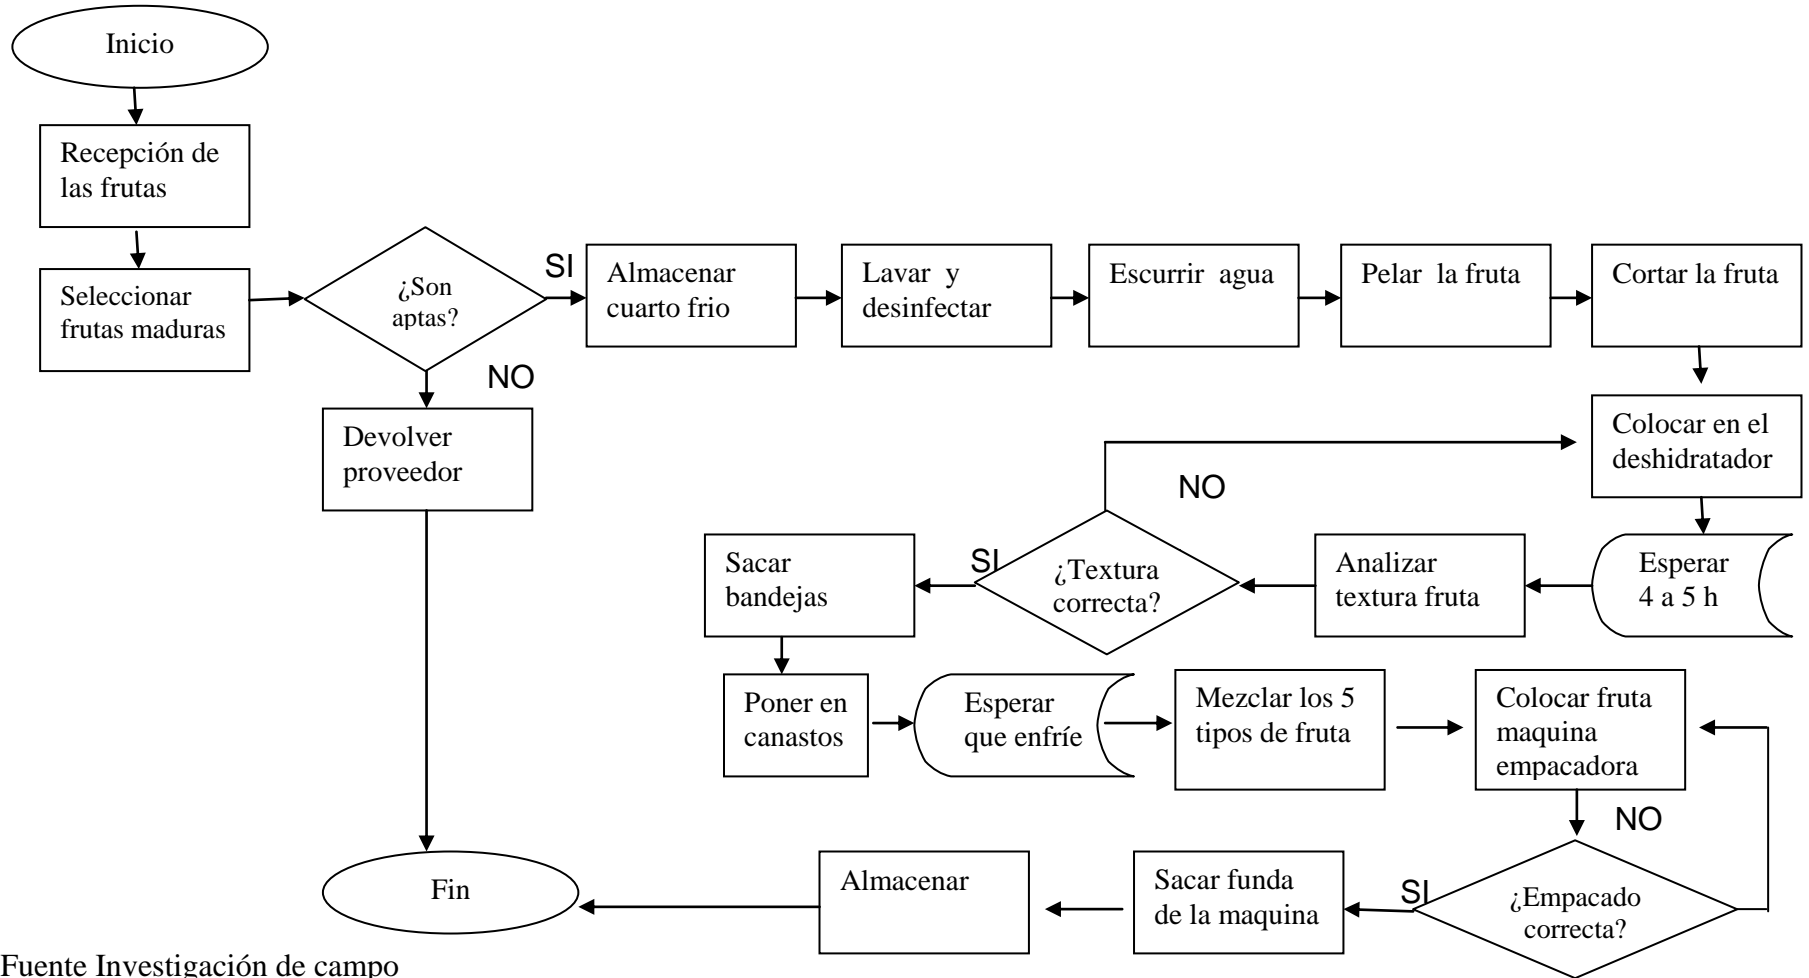 Inicio
Recepción de
las frutas
Seleccionar
frutas maduras
¿Son
aptas?
SI
NO
Devolver
proveedor
Almacenar
cuarto frio
Lavar y
desinfectar
Escurrir agua
Pelar la fruta
Cortar la fruta
Colocar en el
deshidratador
Esperar
4 a 5 h
Analizar
textura fruta
¿Textura
correcta?
NO
SI
Sacar
bandejas
Poner en
canastos
Esperar
que enfríe
Mezclar los 5
tipos de fruta
Colocar fruta
maquina
empacadora
NO
¿Empacado
correcta?
SI
Sacar funda
de la maquina
Almacenar
Fin
Fuente Investigación de campo